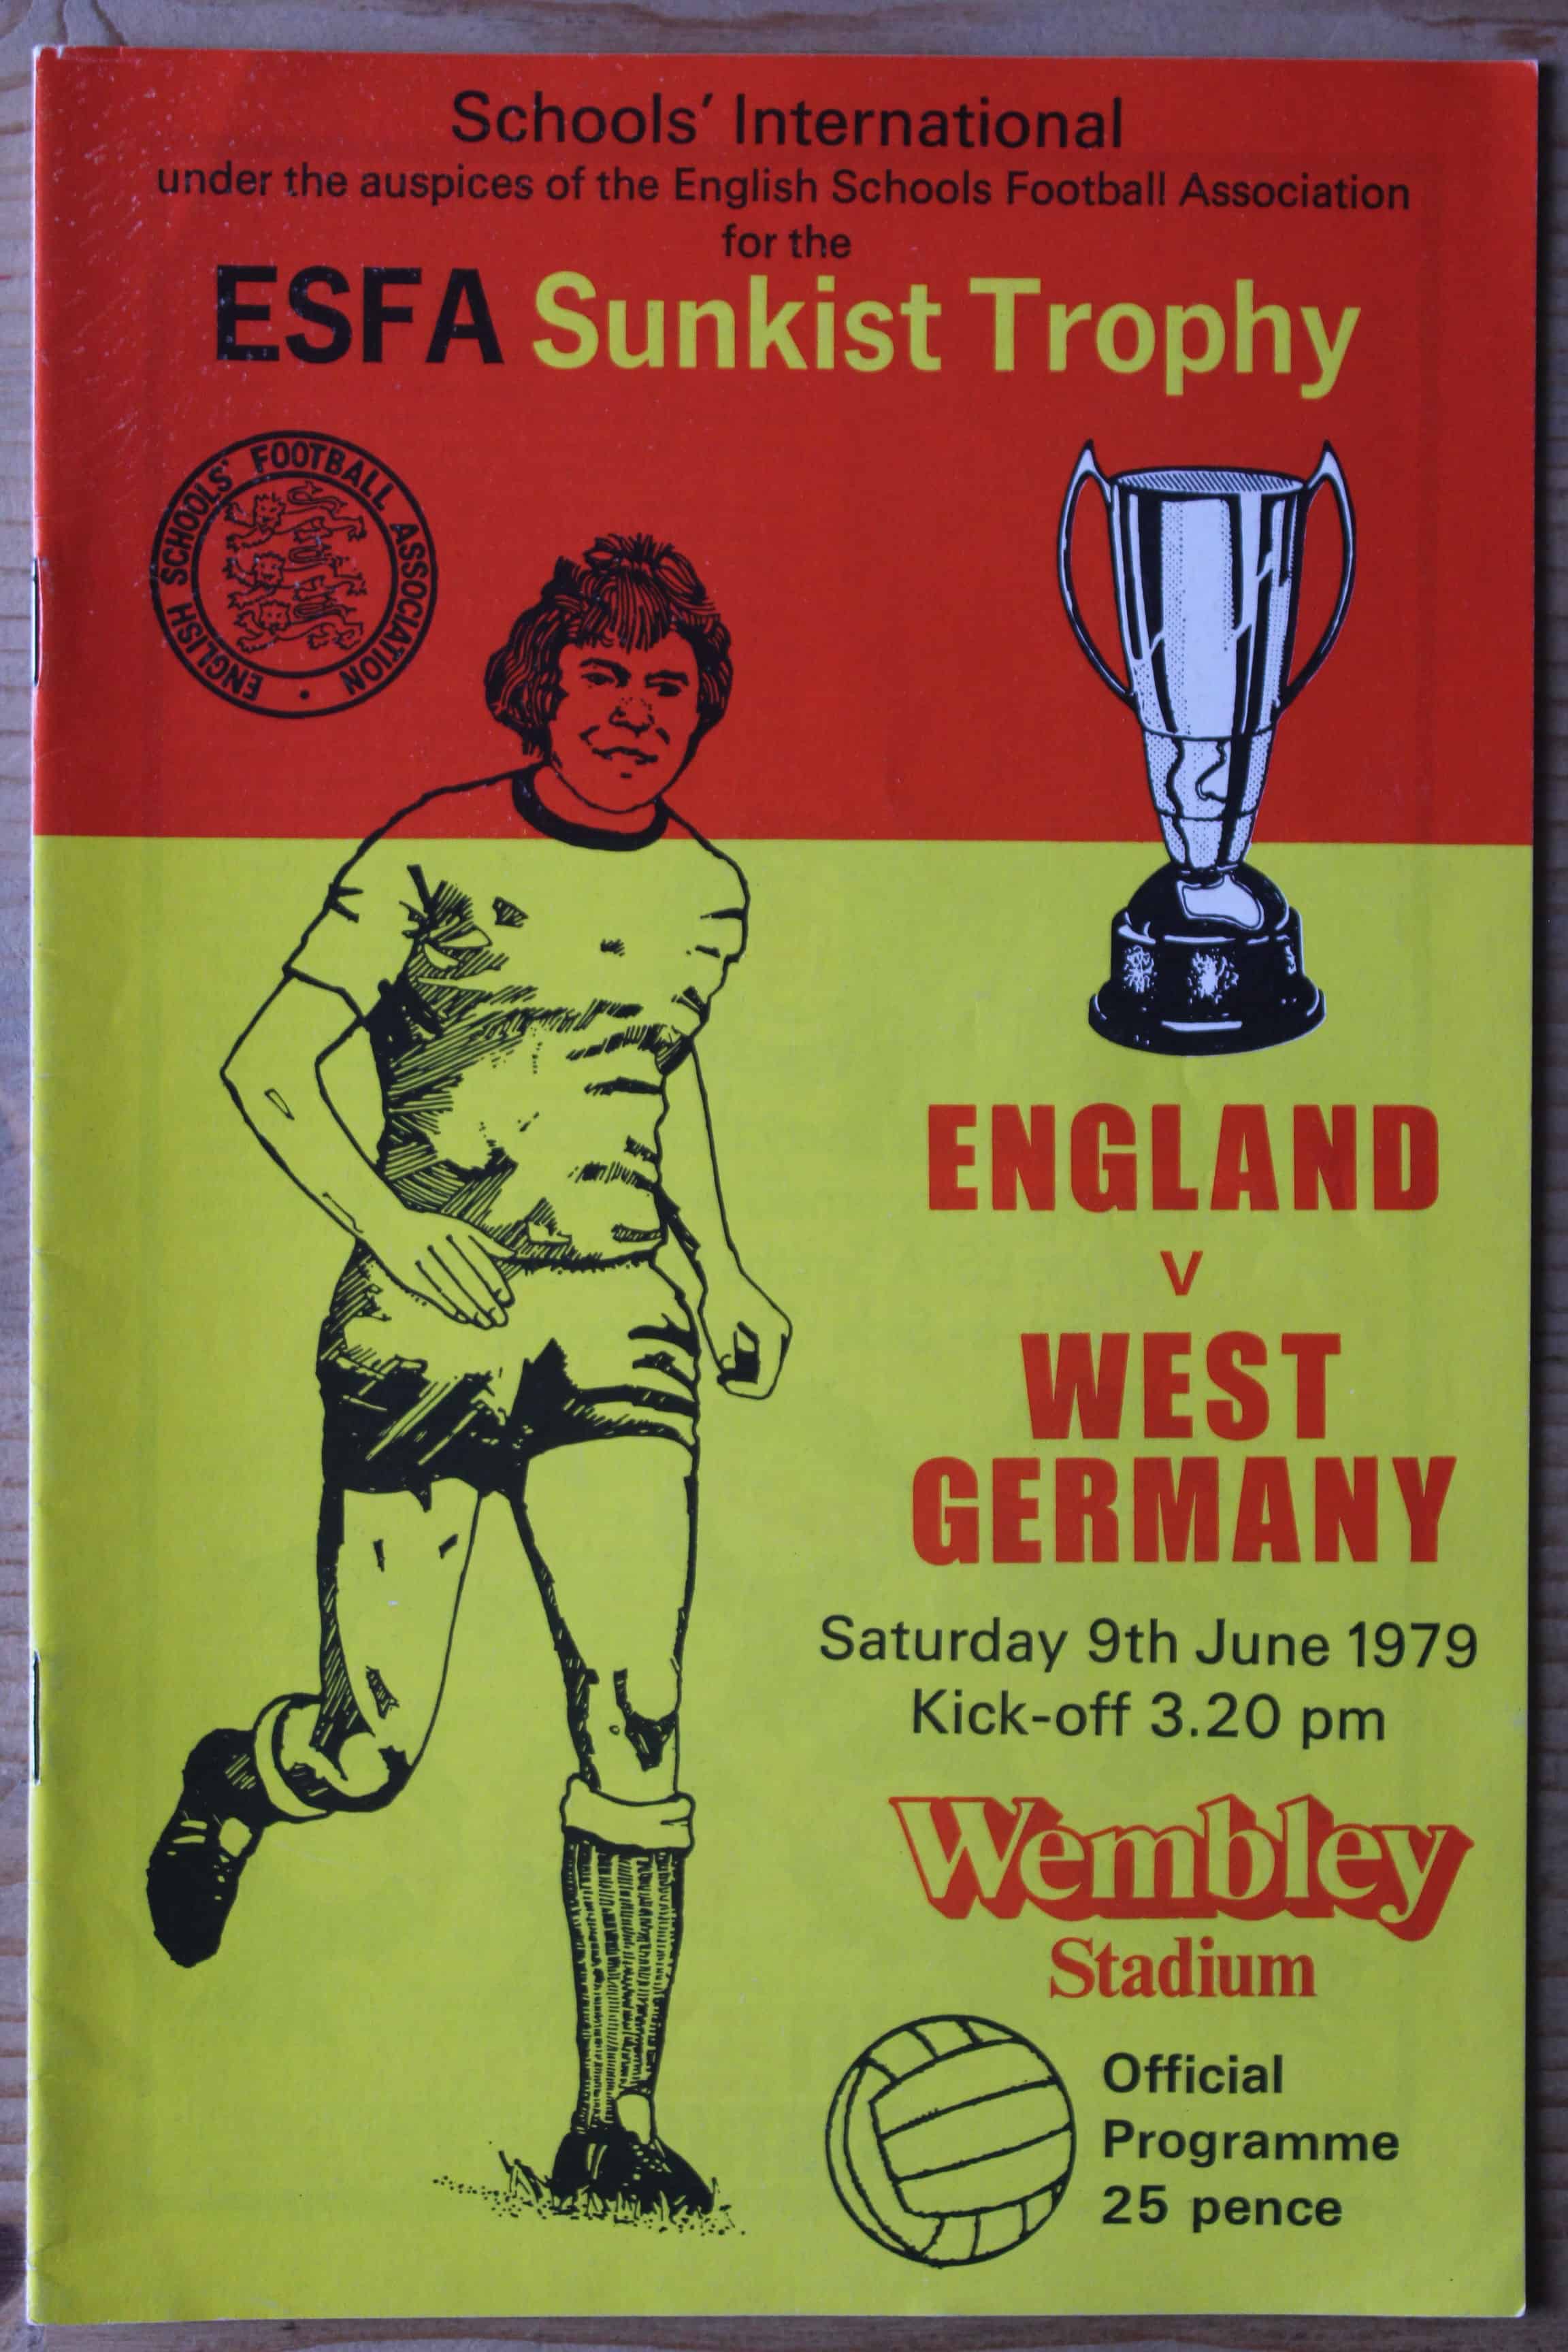 Schools' International
under the auspices of the English Schools Football Association
for the
ESFA Sunkist Trophy
ENGLISH SCHOOLS' FOOTBALL ASSOCIATION
ENGLAND
v
WEST
GERMANY
Saturday 9th June 1979
Kick-off 3.20 pm
Wembley
Stadium
Official
Programme
25 pence